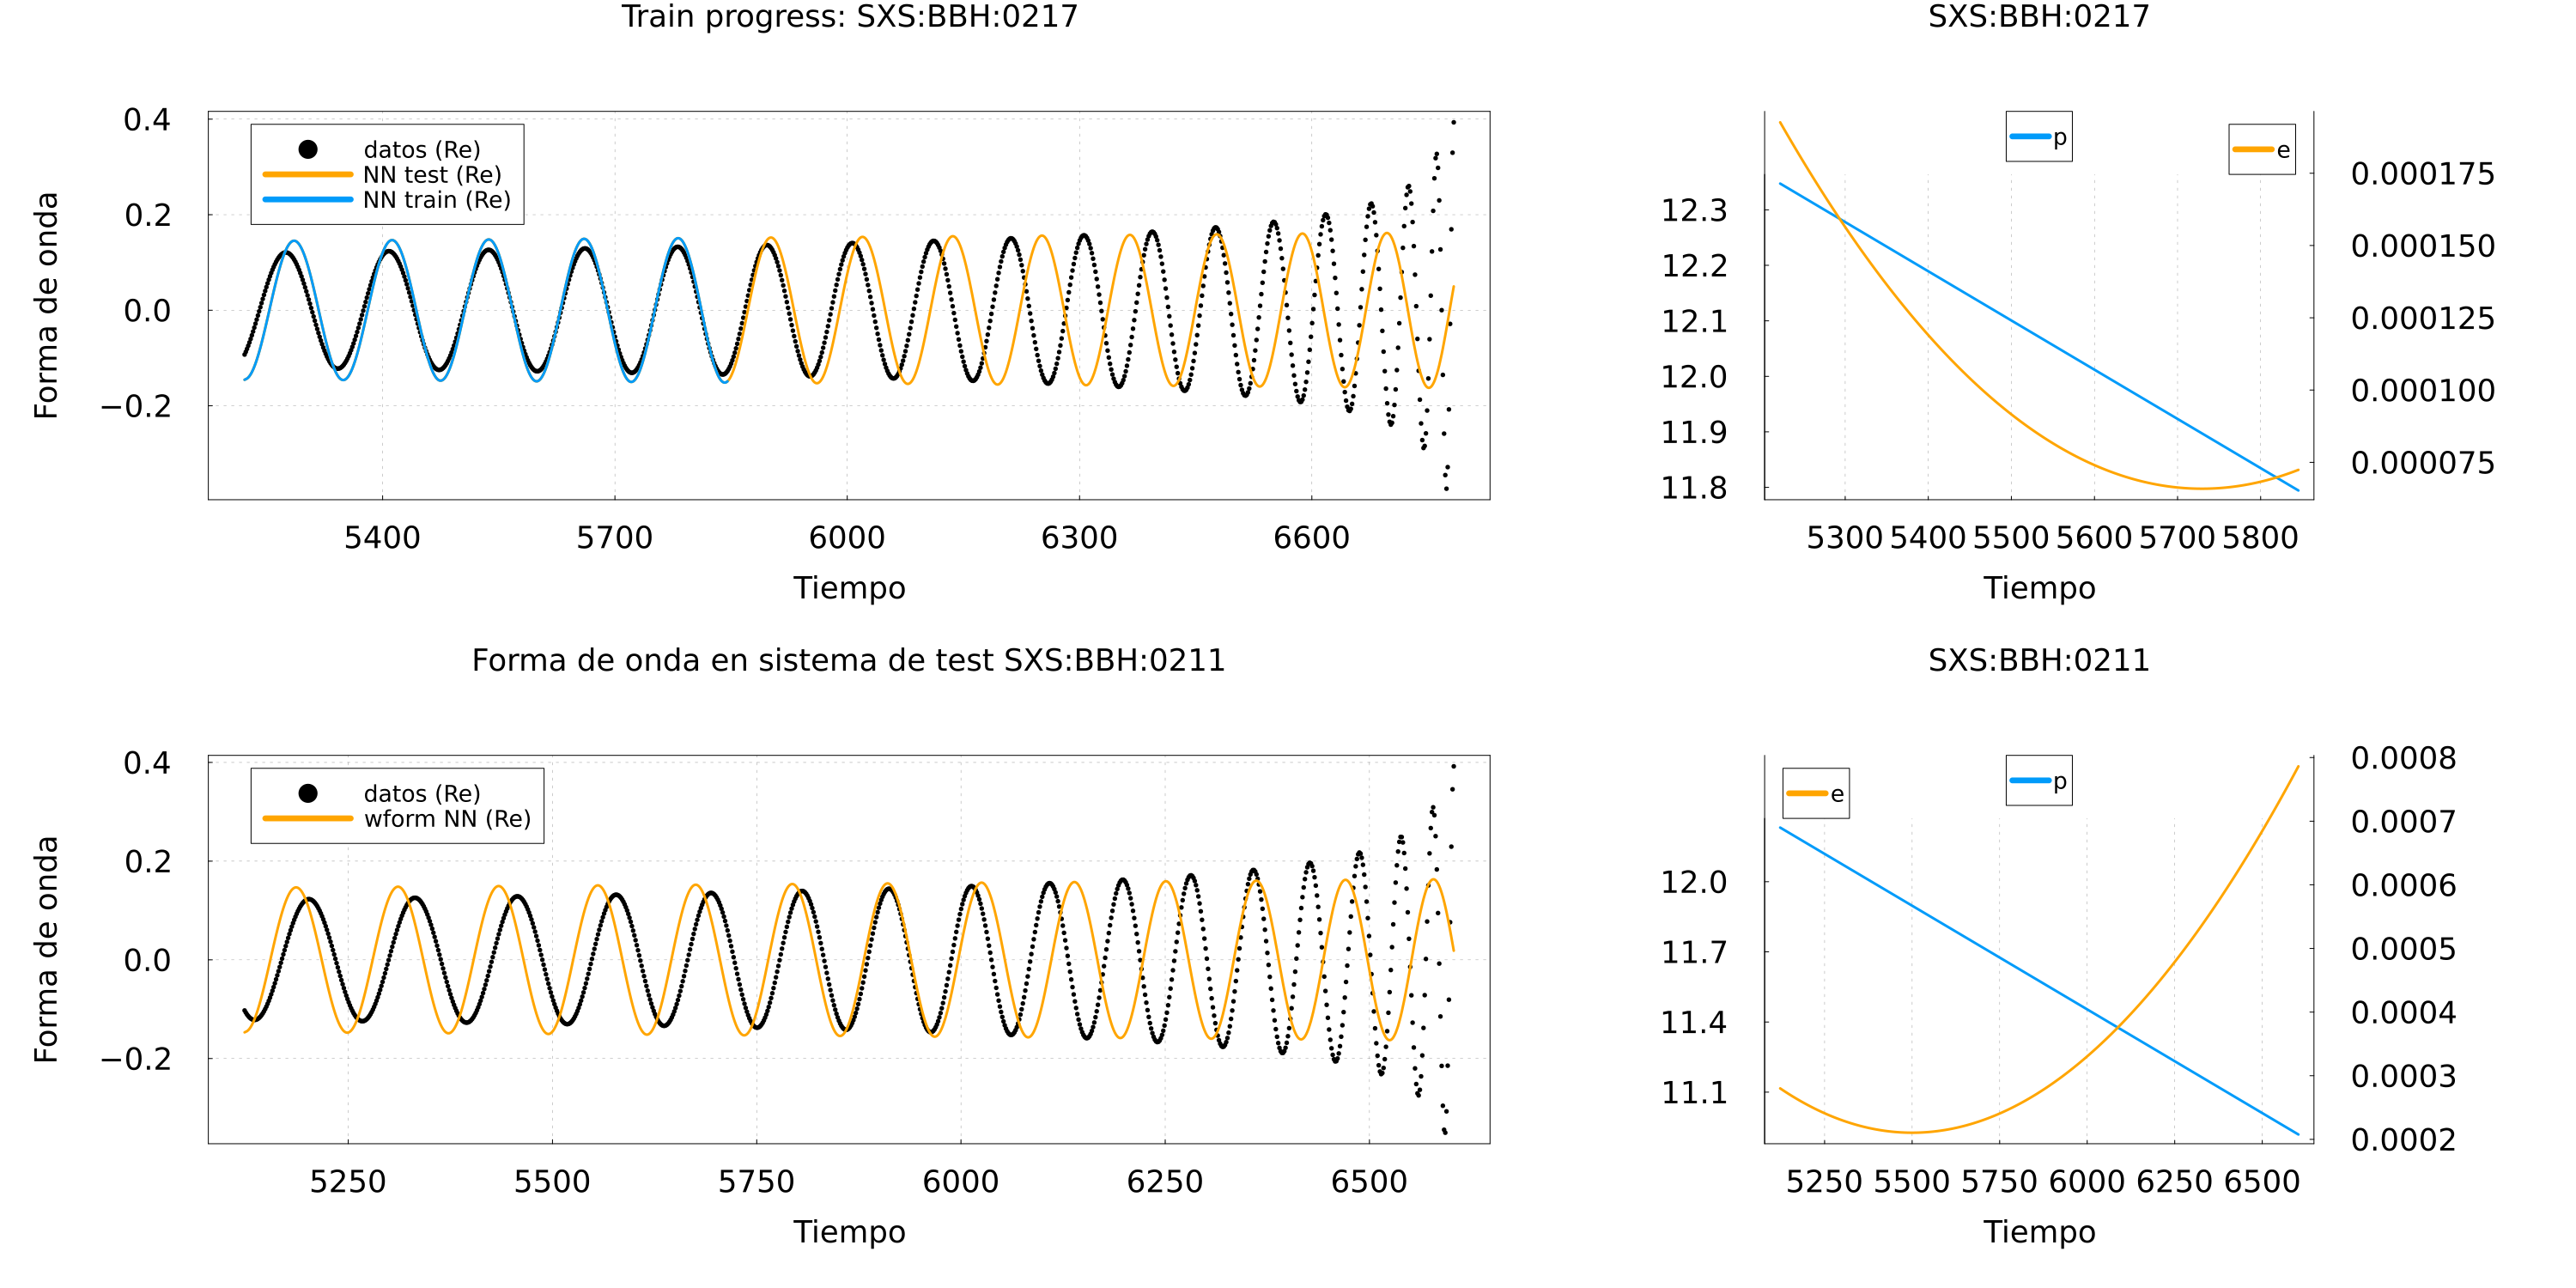 Train progress: SXS:BBH:0217
Forma de onda
0.4
0.2
0.0
−0.2
datos (Re)
NN test (Re)
NN train (Re)
5400 5700 6000 6300 6600
Tiempo
SXS:BBH:0217
p
e
12.3
12.2
12.1
12.0
11.9
11.8
0.000175
0.000150
0.000125
0.000100
0.000075
5300 5400 5500 5600 5700 5800
Tiempo
Forma de onda en sistema de test SXS:BBH:0211
Forma de onda
0.4
0.2
0.0
−0.2
datos (Re)
wform NN (Re)
5250 5500 5750 6000 6250 6500
Tiempo
SXS:BBH:0211
e
p
12.0
11.7
11.4
11.1
0.0008
0.0007
0.0006
0.0005
0.0004
0.0003
0.0002
5250 5500 5750 6000 6250 6500
Tiempo